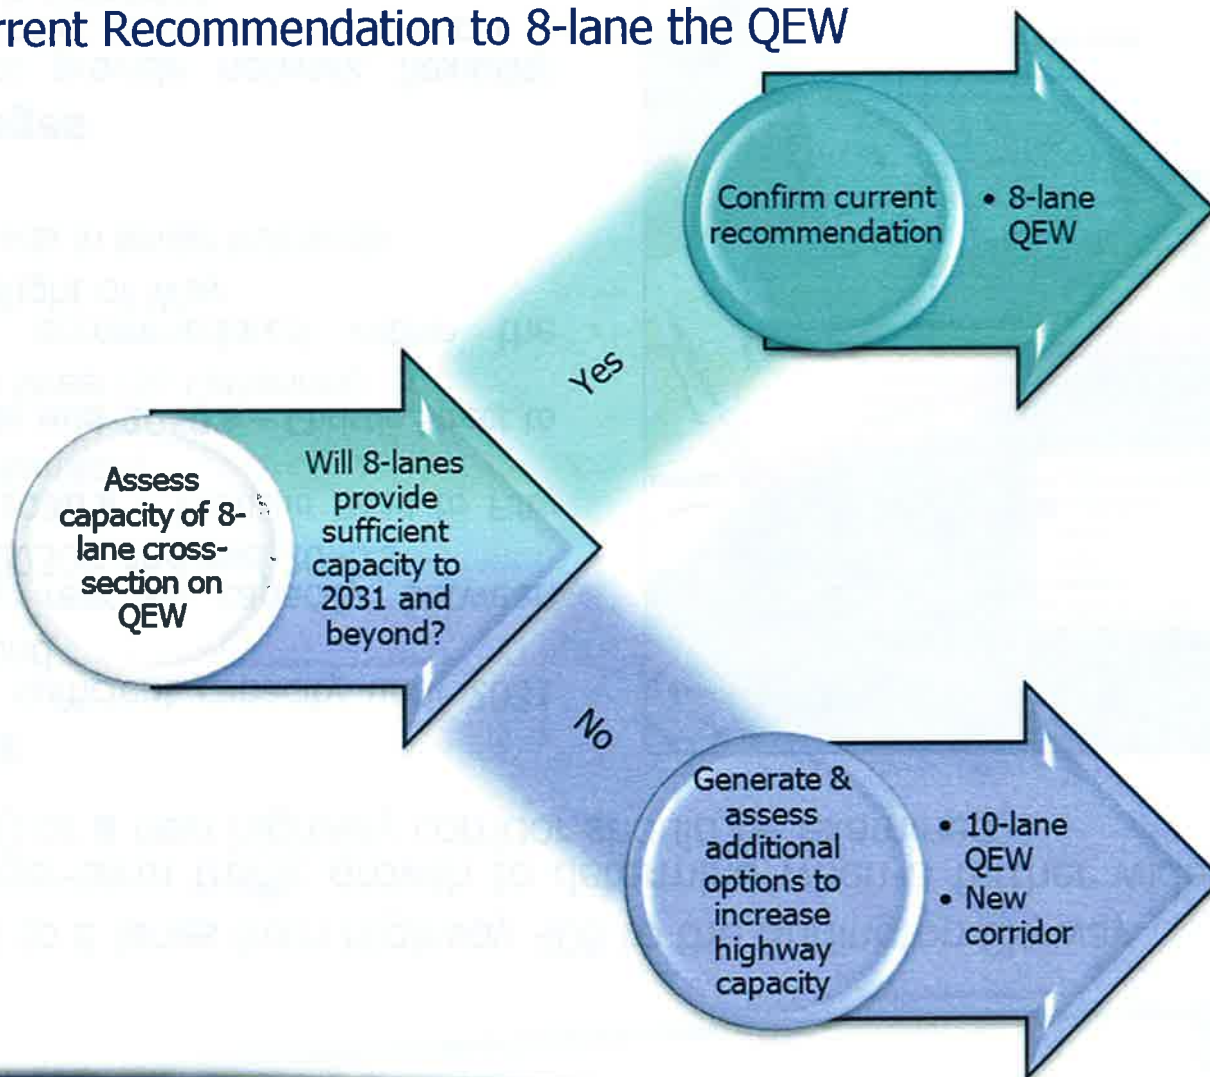 rrent Recommendation to 8-lane the QEW
Confirm current
recommendation
• 8-lane
QEW
Yes
Assess
capacity of 8-
lane cross-
section on
QEW
Will 8-lanes
provide
sufficient
capacity to
2031 and
beyond?
No
Generate &
assess
additional
options to
increase
highway
capacity
• 10-lane
QEW
• New
corridor